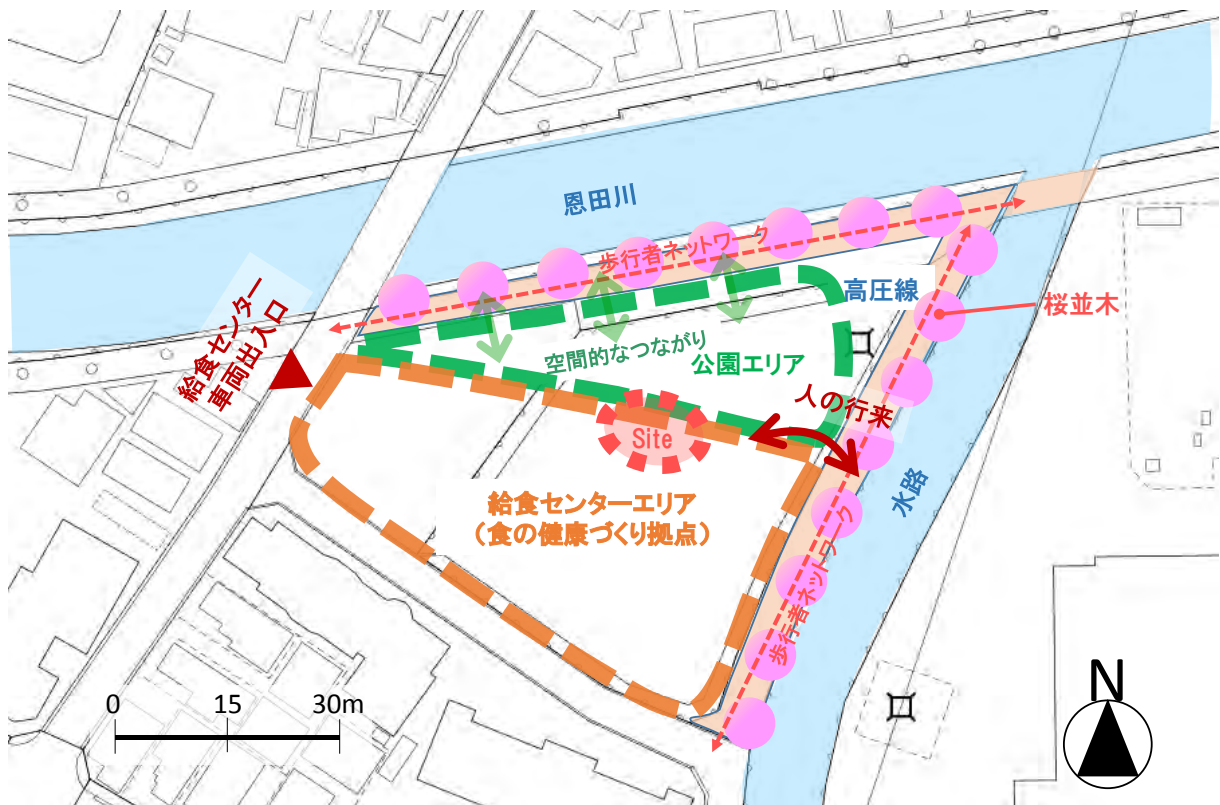 恩田川
歩行者ネットワーク
高圧線
桜並木
給食センター
車両出入口
空間的なつながり
公園エリア
人の行来
Site
水路
給食センターエリア
（食の健康づくり拠点）
歩行者ネットワーク
0 15 30m
N